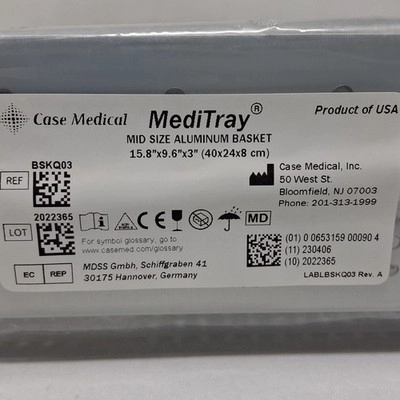 Case Medical
MediTray®
Product of USA
MID SIZE ALUMINUM BASKET
15.8"x9.6"x3" (40x24x8 cm)
BSKQ03
REF
Case Medical, Inc.
50 West St.
Bloomfield, NJ 07003
Phone: 201-313-1999
2022365
LOT
For symbol glossary, go to
www.casemed.com/glossary
CE
MD
(01) 0 0653159 00090 4
(11) 230406
(10) 2022365
EC REP
MDSS Gmbh, Schiffgraben 41
30175 Hannover, Germany
LABLBSKQ03 Rev. A